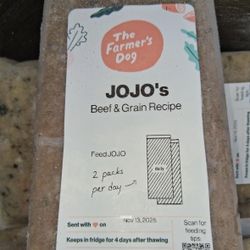 The
Farmer's
Dog
JOJO's
Beef & Grain Recipe
Feed JOJO
2 packs
per day
Nov 13, 2025
Sent with ♥ on
Scan for
feeding
tips
Keeps in fridge for 4 days after thawing